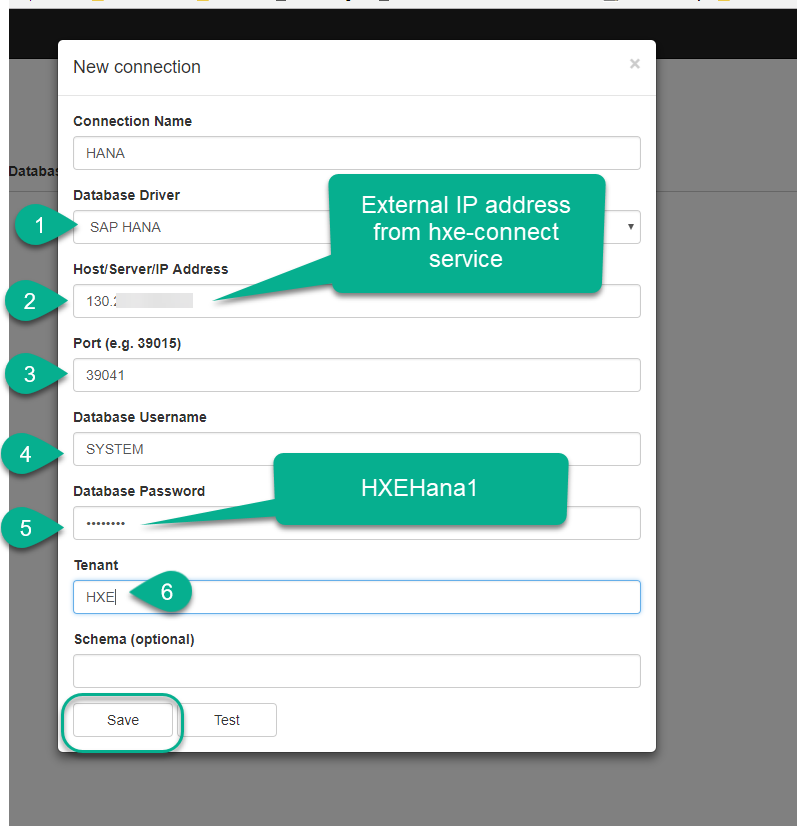 New connection ×
Connection Name
HANA
Databas
Database Driver
1
SAP HANA
External IP address
from hxe-connect
service
Host/Server/IP Address
2
130.
Port (e.g. 39015)
3
39041
Database Username
4
SYSTEM
Database Password
HXEHana1
5
••••••••
Tenant
HXE
6
Schema (optional)
Save
Test